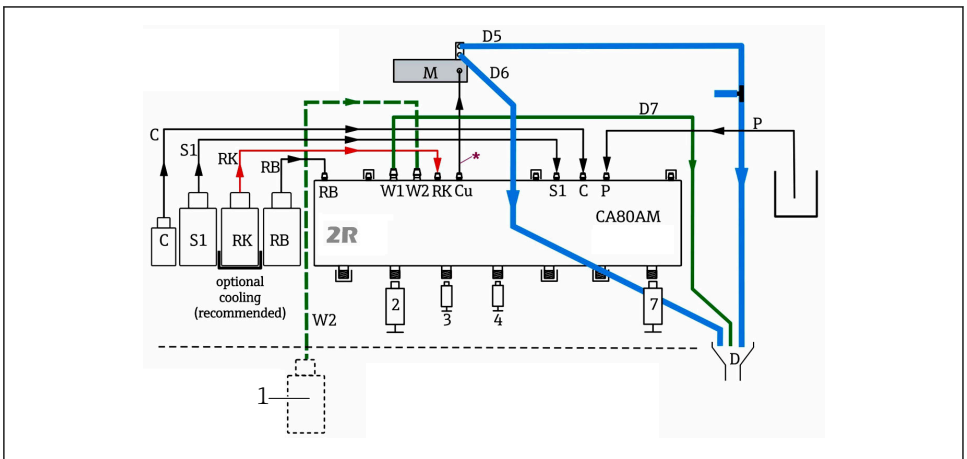 D5
M
D6
D7
C
P
S1
RK
*
RB
RB
W1 W2 RK Cu
S1 C P
2R
CA80AM
C
S1
RK
RB
optional
cooling
(recommended)
2
3
4
7
W2
D
1